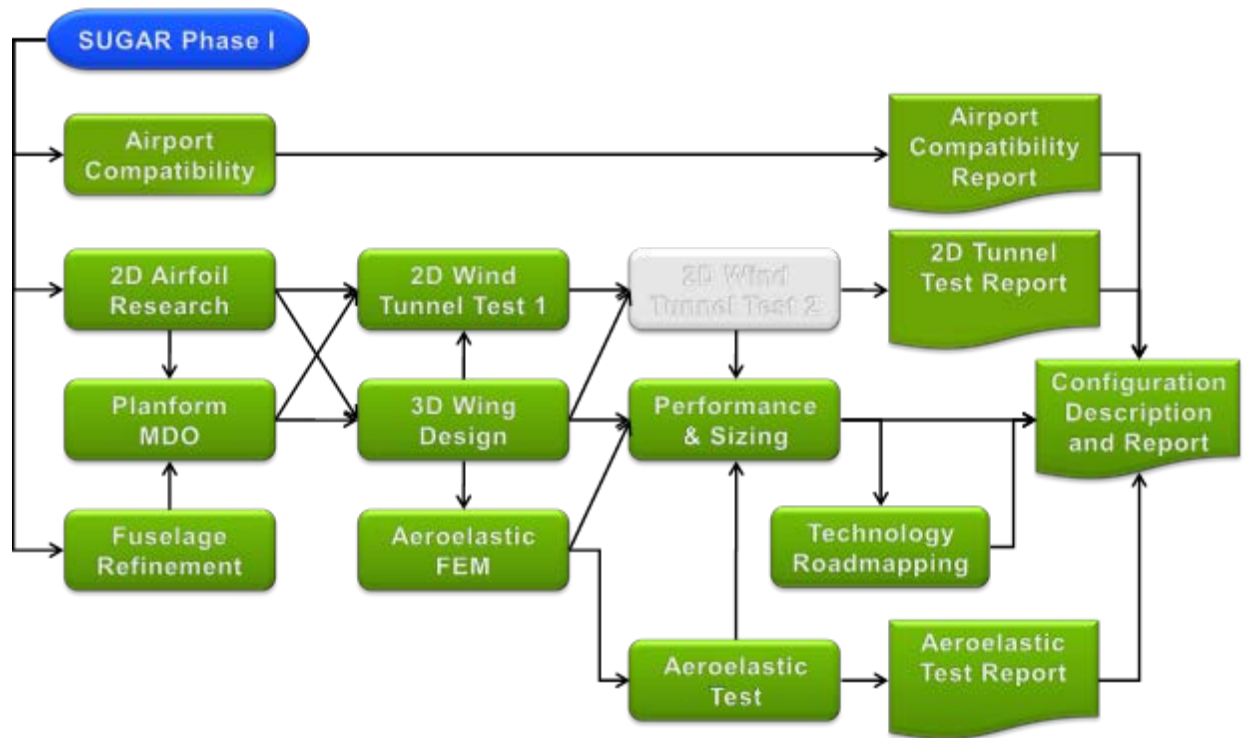 SUGAR Phase I
Airport
Compatibility
Airport
Compatibility
Report
2D Airfoil
Research
2D Wind
Tunnel Test 1
2D Wind
Tunnel Test 2
2D Tunnel
Test Report
Planform
MDO
3D Wing
Design
Performance
& Sizing
Configuration
Description
and Report
Fuselage
Refinement
Aeroelastic
FEM
Technology
Roadmapping
Aeroelastic
Test
Aeroelastic
Test Report